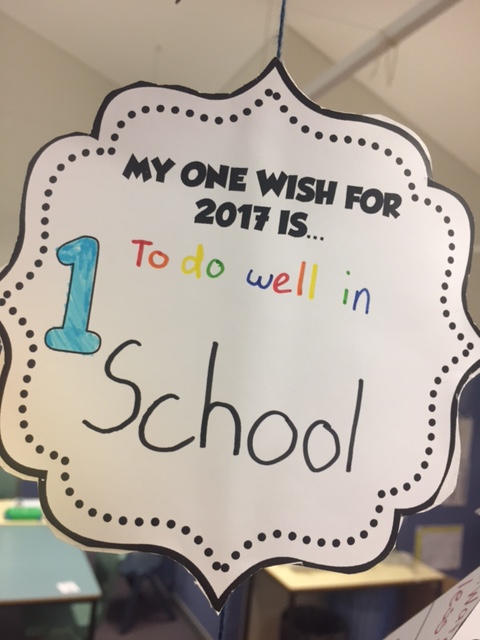 MY ONE WISH FOR
2017 IS...
1
To do well in
School